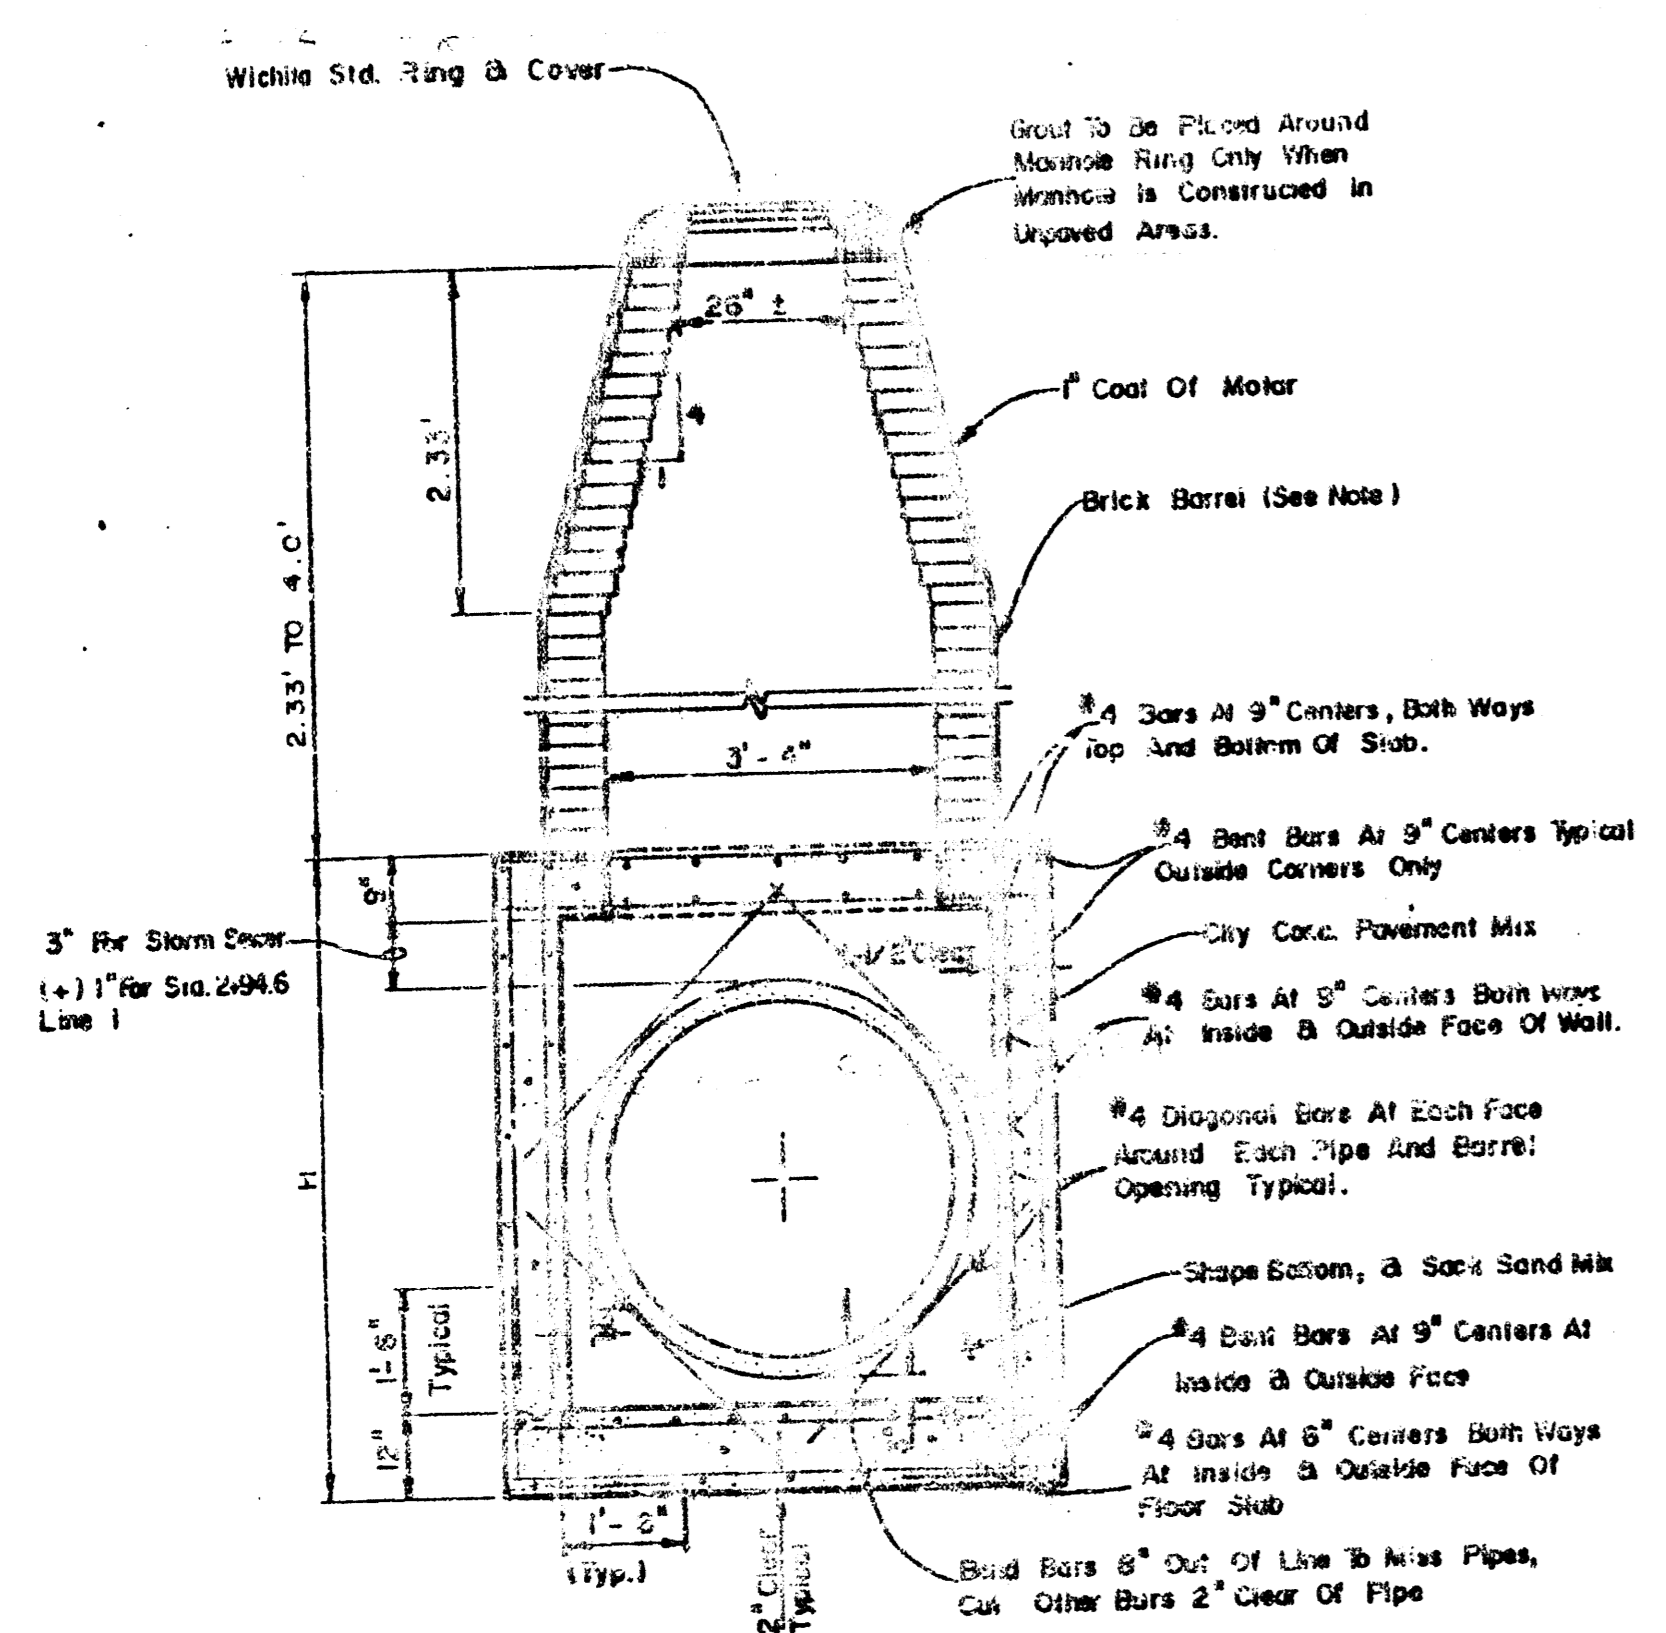 Wichita Std. Ring & Cover
Grout To Be Placed Around
Manhole Ring Only When
Manhole Is Constructed In
Unpaved Areas.
26" ±
4
1
1" Coat Of Motar
2.33'
Brick Barrel (See Note)
2.33' TO 4.0'
#4 Bars At 9" Centers, Both Ways
Top And Bottom Of Slab.
3'-4"
#4 Bent Bars At 9" Centers Typical
Outside Corners Only
9"
City Conc. Pavement Mix
3" For Storm Sewer
(+) 1" For Sta. 2+94.6
Line 1
1-1/2" Clear
#4 Bars At 9" Centers Both Ways
At Inside & Outside Face Of Wall.
#4 Diagonal Bars At Each Face
Around Each Pipe And Barrel
Opening Typical.
H
Shape Bottom, & Sack Sand Mix
1'-8"
Typical
#4 Bent Bars At 9" Centers At
Inside & Outside Face
12"
#4 Bars At 6" Centers Both Ways
At Inside & Outside Face Of
Floor Slab
1'-8"
(Typ.)
2" Clear
Typical
Bend Bars 8" Out Of Line To Miss Pipes,
Cut Other Bars 2" Clear Of Pipe